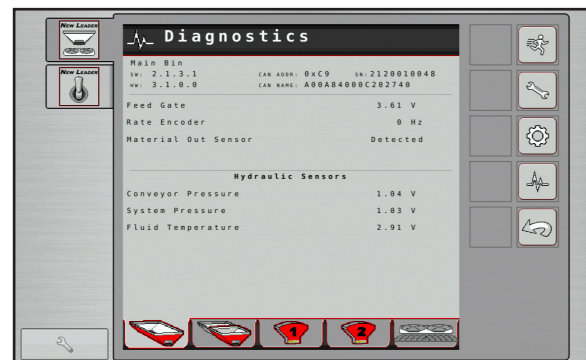 NEW LEADER
NEW LEADER
Diagnostics
Main Bin
SW: 2.1.3.1 CAN ADDR: 0xC9 SN: 2120010048
HW: 3.1.0.0 CAN NAME: A00A84000C202740
Feed Gate 3.61 V
Rate Encoder 0 Hz
Material Out Sensor Detected
Hydraulic Sensors
Conveyor Pressure 1.04 V
System Pressure 1.03 V
Fluid Temperature 2.91 V
1
2